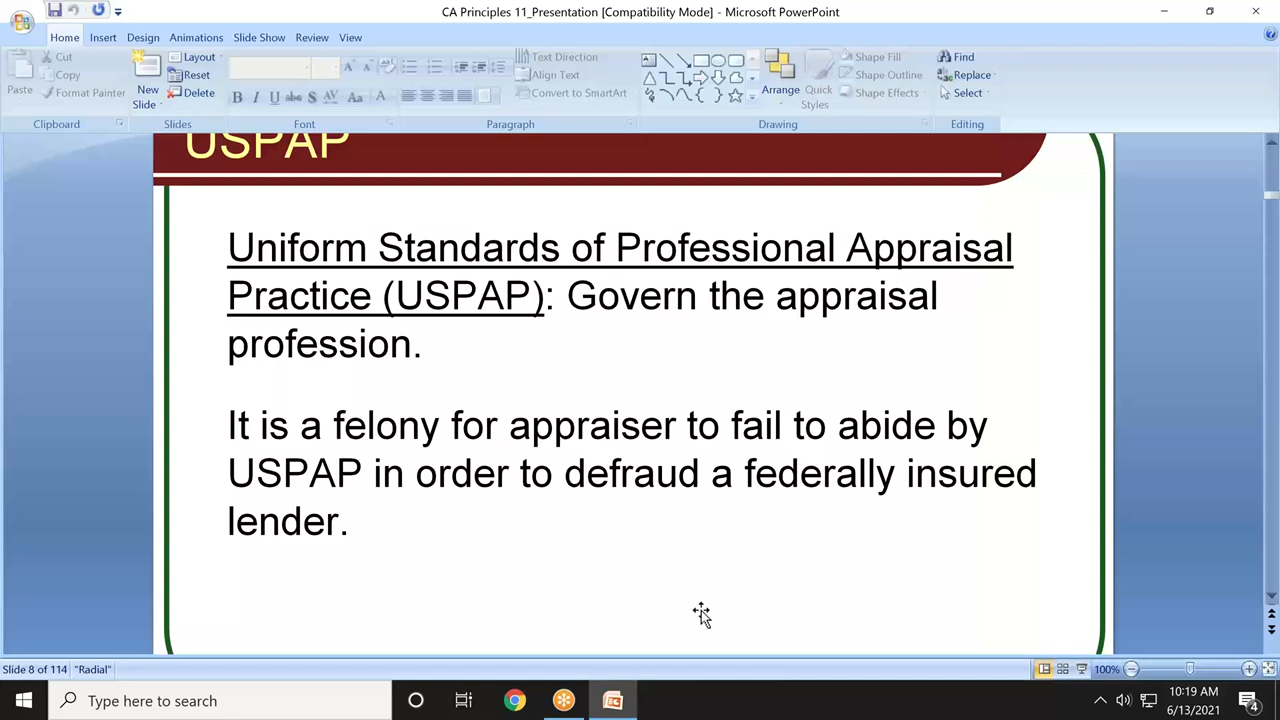 CA Principles 11_Presentation [Compatibility Mode] - Microsoft PowerPoint
Home Insert Design Animations Slide Show Review View
Paste
Cut
Copy
Format Painter
Clipboard
New Slide
Layout
Reset
Delete
Slides
B I U abc S AV Aa A
Font
Text Direction
Align Text
Convert to SmartArt
Paragraph
Arrange
Quick Styles
Shape Fill
Shape Outline
Shape Effects
Drawing
Find
Replace
Select
Editing
USPAP
Uniform Standards of Professional Appraisal
Practice (USPAP): Govern the appraisal
profession.
It is a felony for appraiser to fail to abide by
USPAP in order to defraud a federally insured
lender.
Slide 8 of 114 "Radial" 100%
Type here to search
10:19 AM
6/13/2021
4